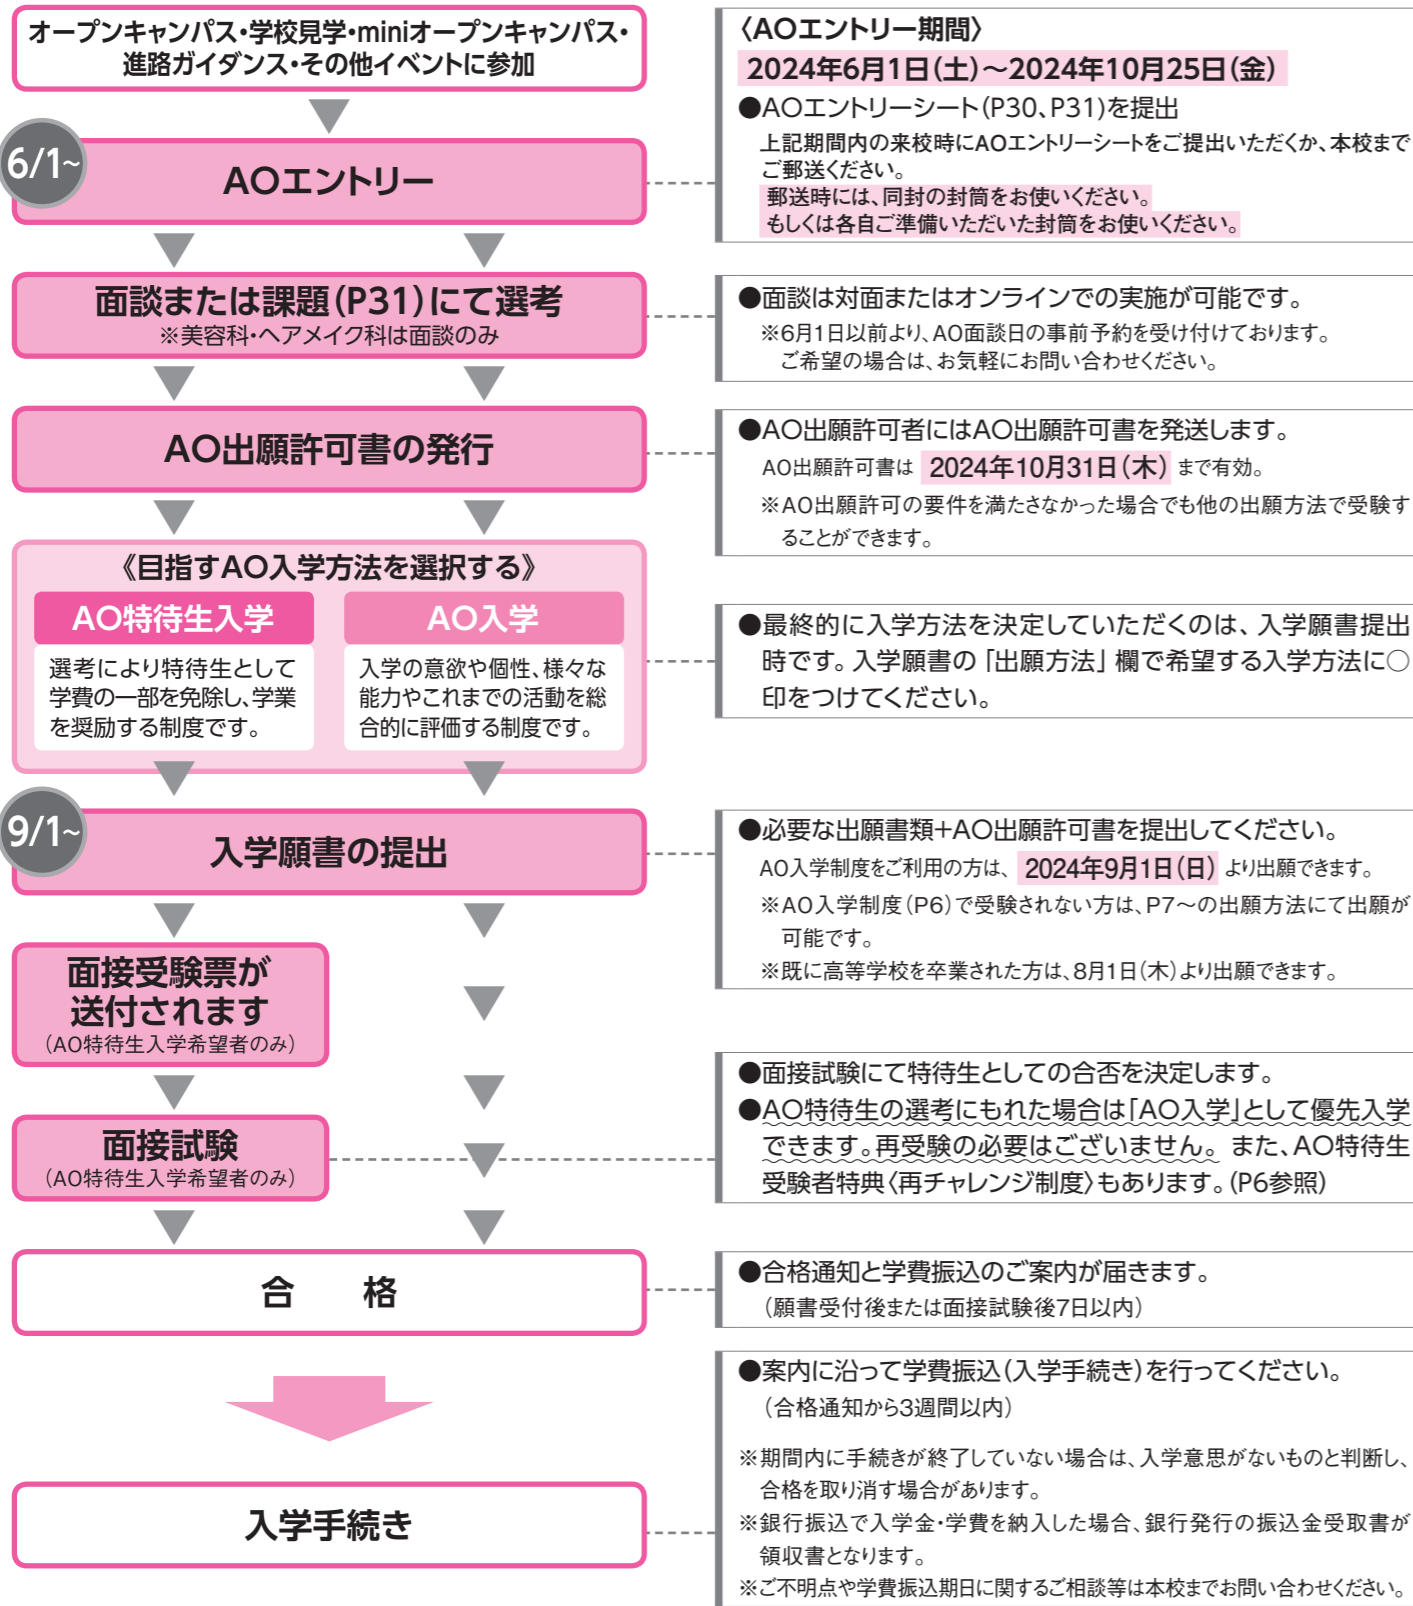 オープンキャンパス・学校見学・miniオープンキャンパス・
進路ガイダンス・その他イベントに参加
6/1~
AOエントリー
〈AOエントリー期間〉
2024年6月1日(土)～2024年10月25日(金)
●AOエントリーシート(P30、P31)を提出
上記期間内の来校時にAOエントリーシートをご提出いただくか、本校まで
ご郵送ください。
郵送時には、同封の封筒をお使いください。
もしくは各自ご準備いただいた封筒をお使いください。
面談または課題(P31)にて選考
※美容科・ヘアメイク科は面談のみ
●面談は対面またはオンラインでの実施が可能です。
※6月1日以前より、AO面談日の事前予約を受け付けております。
ご希望の場合は、お気軽にお問い合わせください。
AO出願許可書の発行
●AO出願許可者にはAO出願許可書を発送します。
AO出願許可書は 2024年10月31日(木) まで有効。
※AO出願許可の要件を満たさなかった場合でも他の出願方法で受験す
ることができます。
《目指すAO入学方法を選択する》
AO特待生入学
選考により特待生として
学費の一部を免除し、学業
を奨励する制度です。
AO入学
入学の意欲や個性、様々な
能力やこれまでの活動を総
合的に評価する制度です。
●最終的に入学方法を決定していただくのは、入学願書提出
時です。入学願書の「出願方法」欄で希望する入学方法に○
印をつけてください。
9/1~
入学願書の提出
●必要な出願書類+AO出願許可書を提出してください。
AO入学制度をご利用の方は、 2024年9月1日(日) より出願できます。
※AO入学制度(P6)で受験されない方は、P7～の出願方法にて出願が
可能です。
※既に高等学校を卒業された方は、8月1日(木)より出願できます。
面接受験票が
送付されます
(AO特待生入学希望者のみ)
面接試験
(AO特待生入学希望者のみ)
●面接試験にて特待生としての合否を決定します。
●AO特待生の選考にもれた場合は「AO入学」として優先入学
できます。再受験の必要はございません。また、AO特待生
受験者特典〈再チャレンジ制度〉もあります。(P6参照)
合　格
●合格通知と学費振込のご案内が届きます。
(願書受付後または面接試験後7日以内)
入学手続き
●案内に沿って学費振込(入学手続き)を行ってください。
(合格通知から3週間以内)
※期間内に手続きが終了していない場合は、入学意思がないものと判断し、
合格を取り消す場合があります。
※銀行振込で入学金・学費を納入した場合、銀行発行の振込金受取書が
領収書となります。
※ご不明点や学費振込期日に関するご相談等は本校までお問い合わせください。